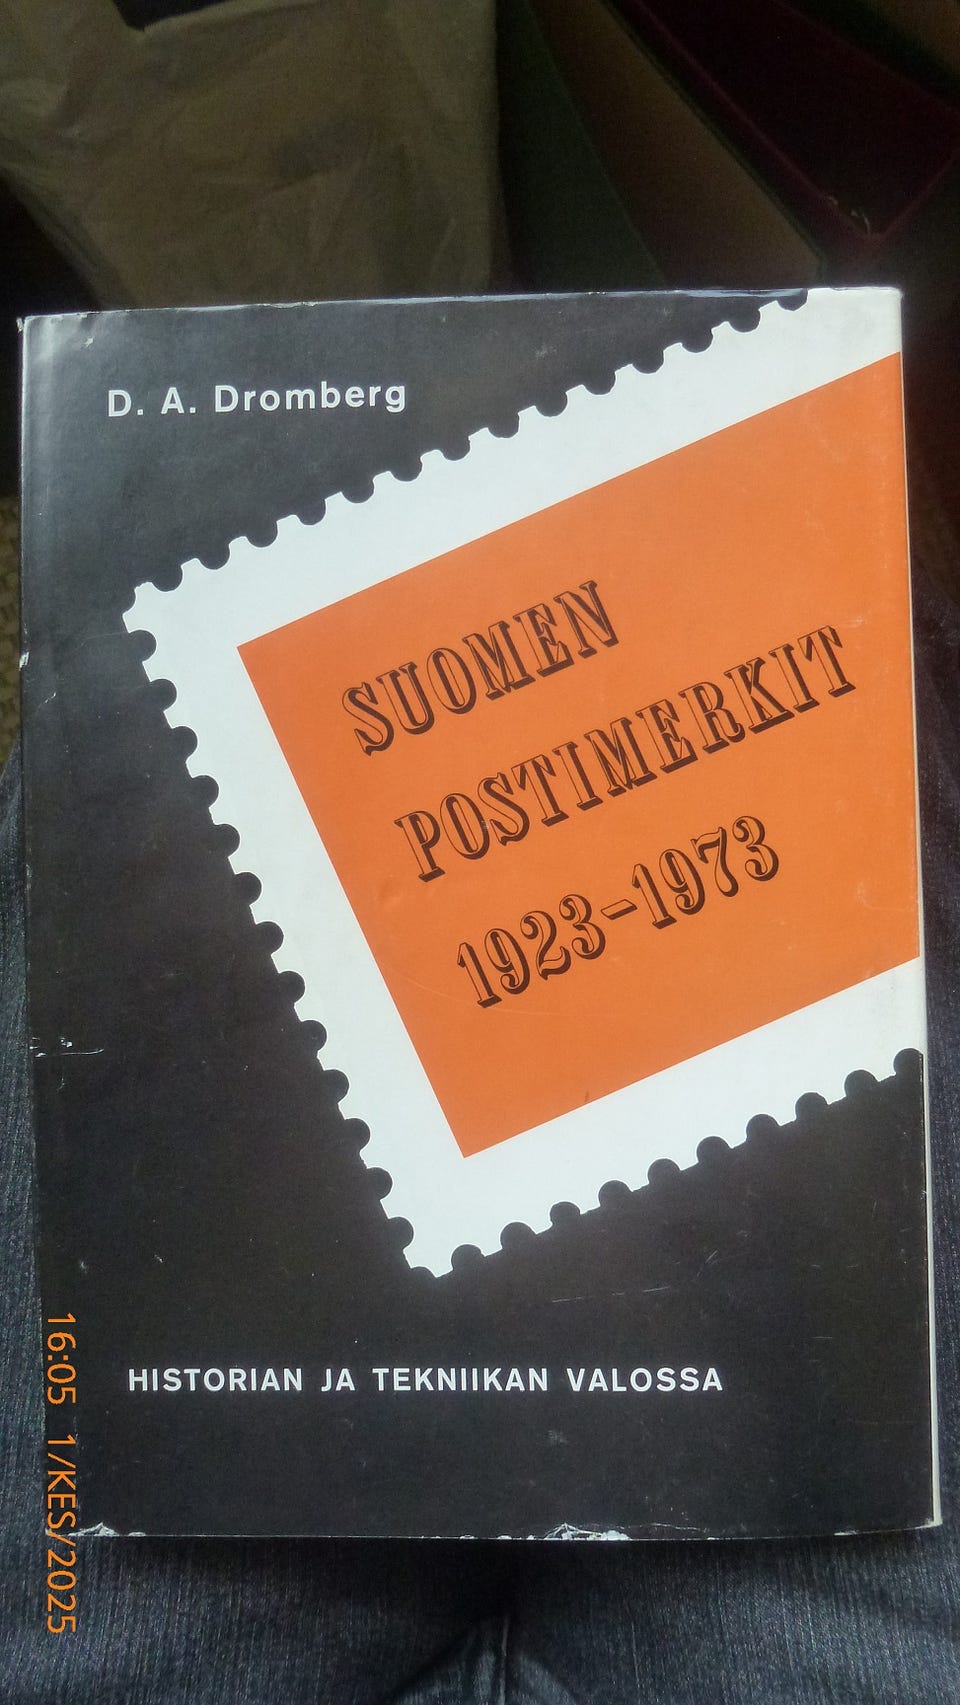 D. A. Dromberg
SUOMEN
POSTIMERKIT
1923-1973
HISTORIAN JA TEKNIIKAN VALOSSA
16:05 1/KES/2025